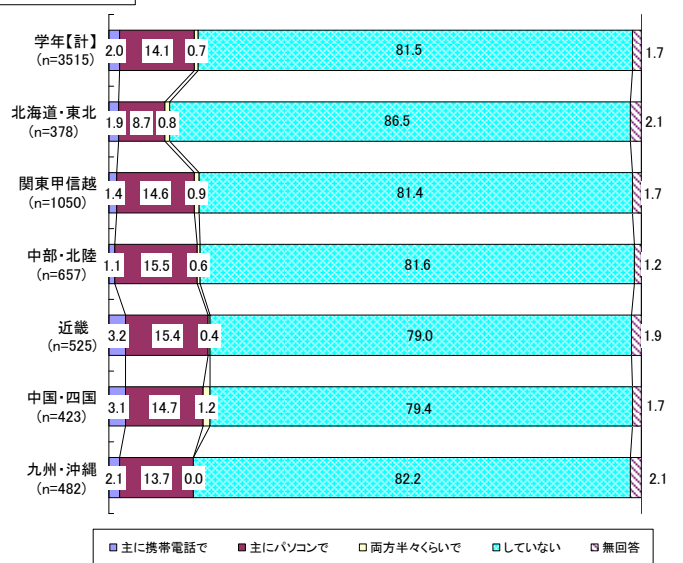 学年【計】
(n=3515)
2.0 14.1 0.7 81.5 1.7
北海道・東北
(n=378)
1.9 8.7 0.8 86.5 2.1
関東甲信越
(n=1050)
1.4 14.6 0.9 81.4 1.7
中部・北陸
(n=657)
1.1 15.5 0.6 81.6 1.2
近畿
(n=525)
3.2 15.4 0.4 79.0 1.9
中国・四国
(n=423)
3.1 14.7 1.2 79.4 1.7
九州・沖縄
(n=482)
2.1 13.7 0.0 82.2 2.1
主に携帯電話で 主にパソコンで 両方半々くらいで していない 無回答